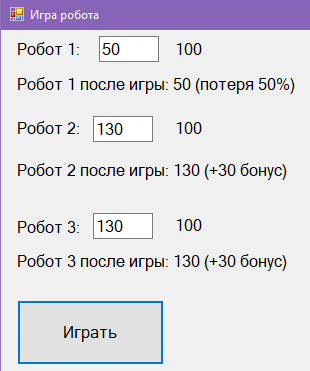 Игра робота
Робот 1: 50 100
Робот 1 после игры: 50 (потеря 50%)
Робот 2: 130 100
Робот 2 после игры: 130 (+30 бонус)
Робот 3: 130 100
Робот 3 после игры: 130 (+30 бонус)
Играть